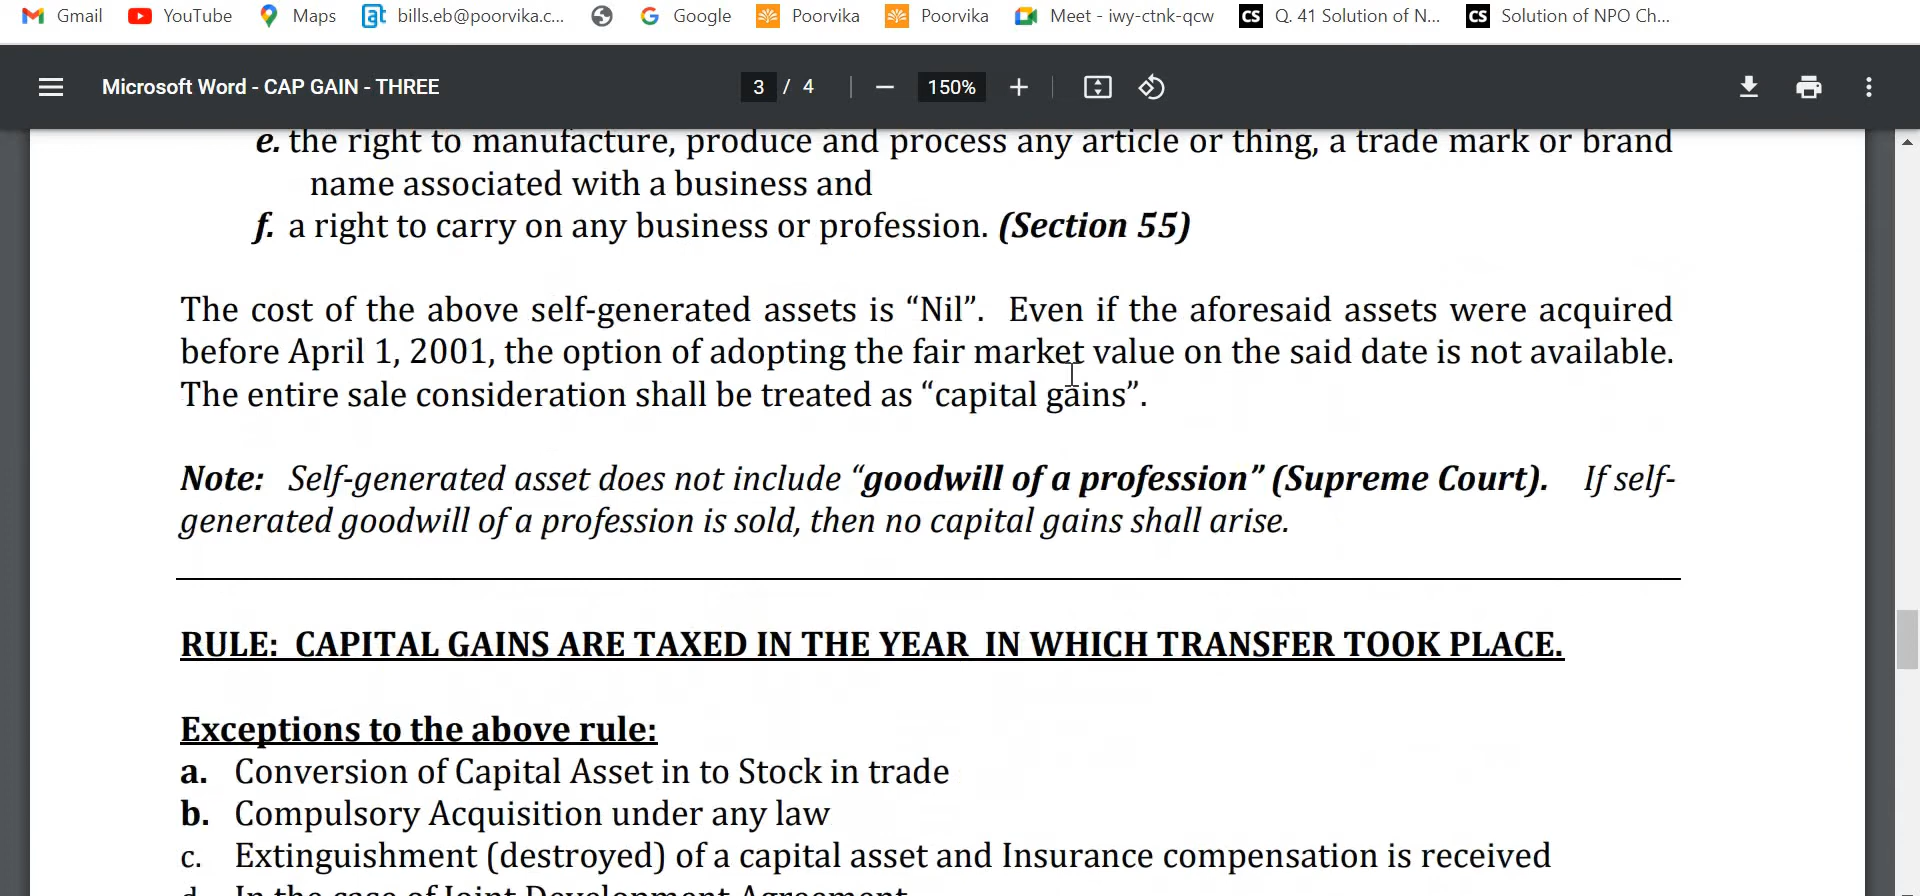 Gmail YouTube Maps bills.eb@poorvika.c... Google Poorvika Poorvika Meet - iwy-ctnk-qcw CS Q. 41 Solution of N... CS Solution of NPO Ch...
Microsoft Word - CAP GAIN - THREE 3 / 4 150%
e. the right to manufacture, produce and process any article or thing, a trade mark or brand
name associated with a business and
f. a right to carry on any business or profession. (Section 55)
The cost of the above self-generated assets is “Nil”. Even if the aforesaid assets were acquired
before April 1, 2001, the option of adopting the fair market value on the said date is not available.
The entire sale consideration shall be treated as “capital gains”.
Note: Self-generated asset does not include “goodwill of a profession” (Supreme Court). If self-
generated goodwill of a profession is sold, then no capital gains shall arise.
RULE: CAPITAL GAINS ARE TAXED IN THE YEAR IN WHICH TRANSFER TOOK PLACE.
Exceptions to the above rule:
a. Conversion of Capital Asset in to Stock in trade
b. Compulsory Acquisition under any law
c. Extinguishment (destroyed) of a capital asset and Insurance compensation is received
d. In the case of Joint Development Agreement